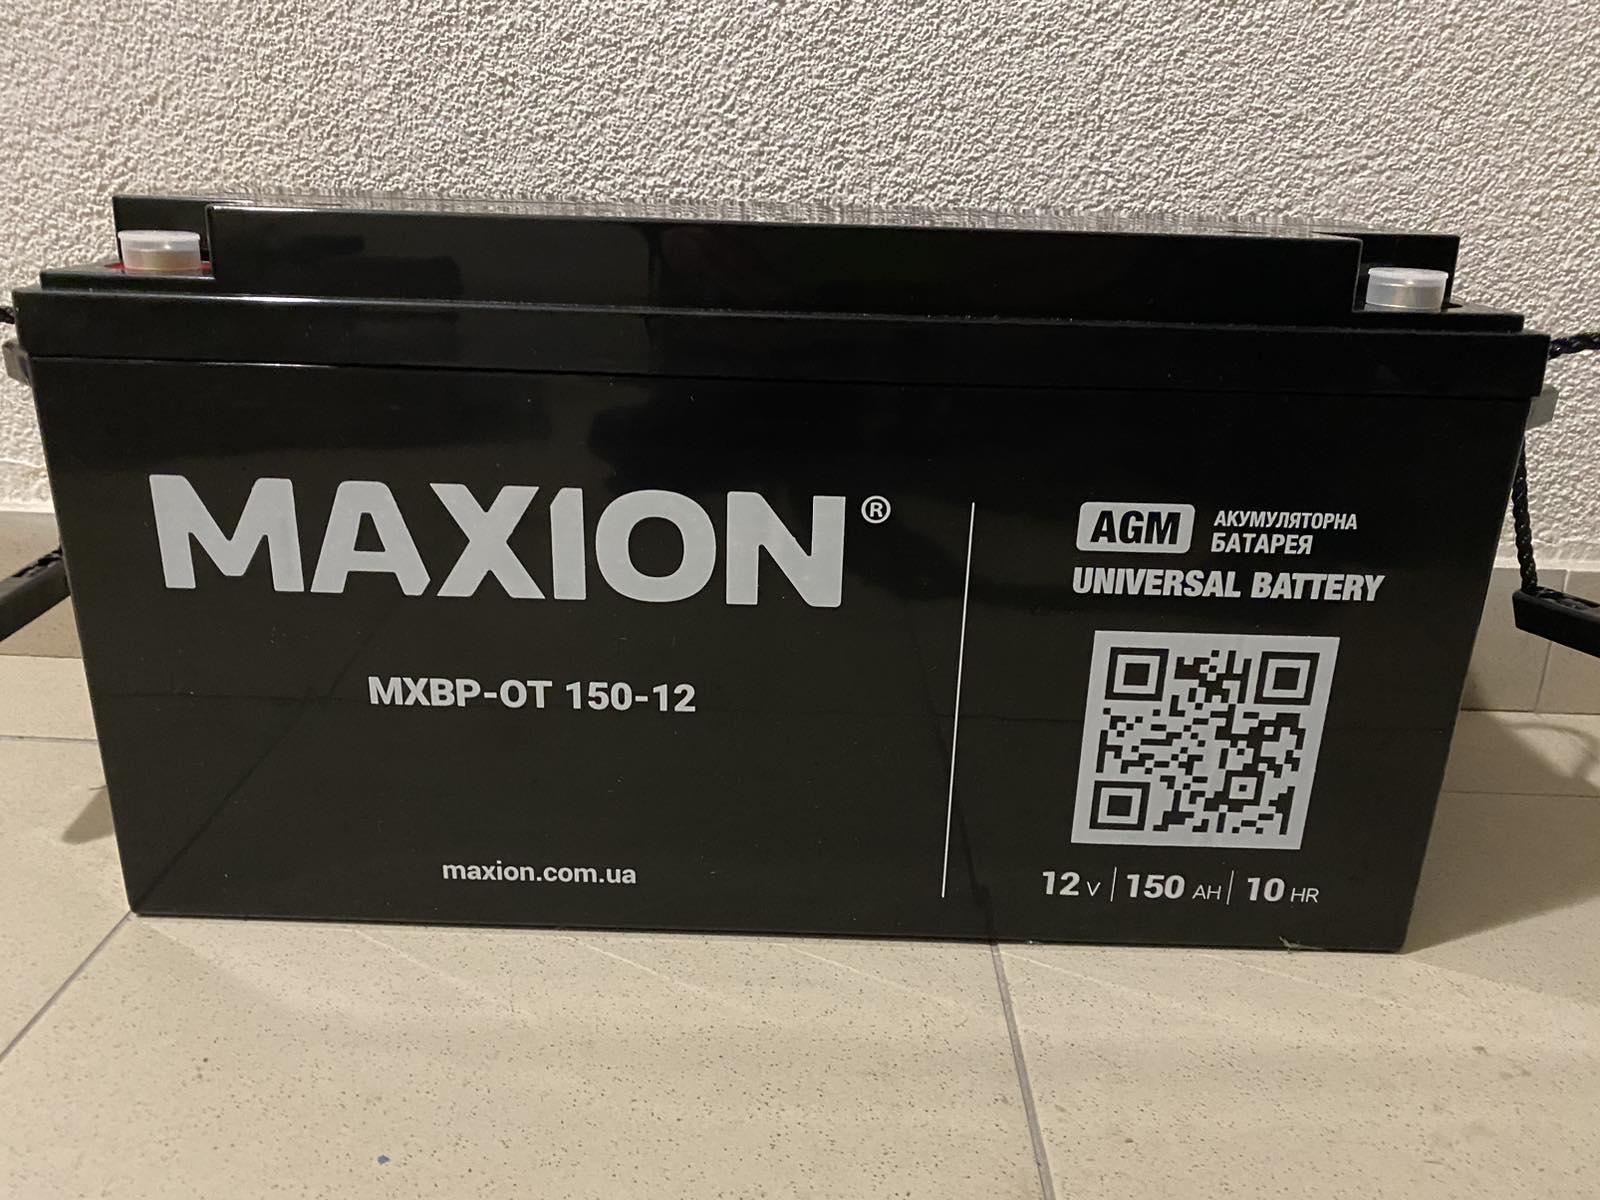 MAXION®
MXBP-OT 150-12
maxion.com.ua
AGM АКУМУЛЯТОРНА БАТАРЕЯ
UNIVERSAL BATTERY
12 V | 150 AH | 10 HR